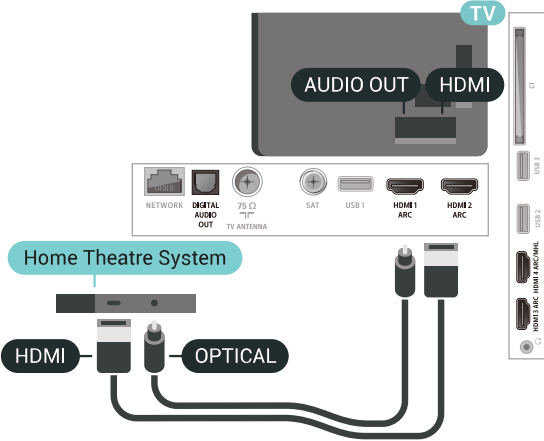 TV
AUDIO OUT
HDMI
CI
USB 3
USB 2
HDMI 4 ARC/MHL
HDMI 3 ARC
NETWORK
DIGITAL
AUDIO
OUT
75 Ω
TV ANTENNA
SAT
USB 1
HDMI 1
ARC
HDMI 2
ARC
Home Theatre System
HDMI
OPTICAL